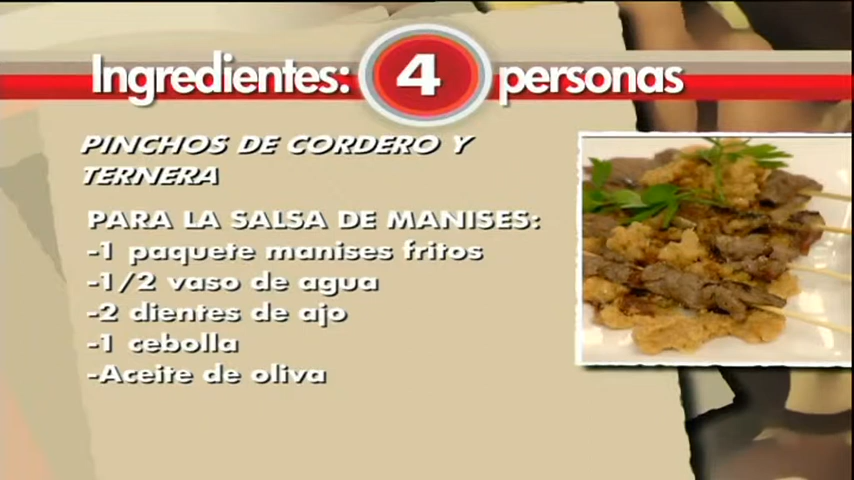 Ingredientes: 4 personas
PINCHOS DE CORDERO Y
TERNERA
PARA LA SALSA DE MANISES:
-1 paquete manises fritos
-1/2 vaso de agua
-2 dientes de ajo
-1 cebolla
-Aceite de oliva